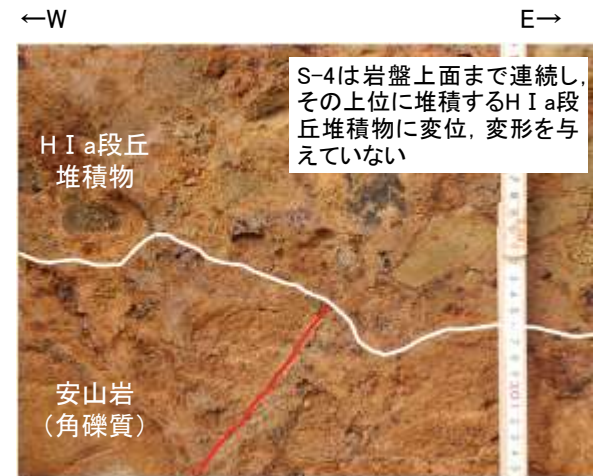 ←W
E→
S-4は岩盤上面まで連続し,
その上位に堆積するHⅠa段
丘堆積物に変位，変形を与
えていない
HⅠa段丘
堆積物
安山岩
（角礫質）